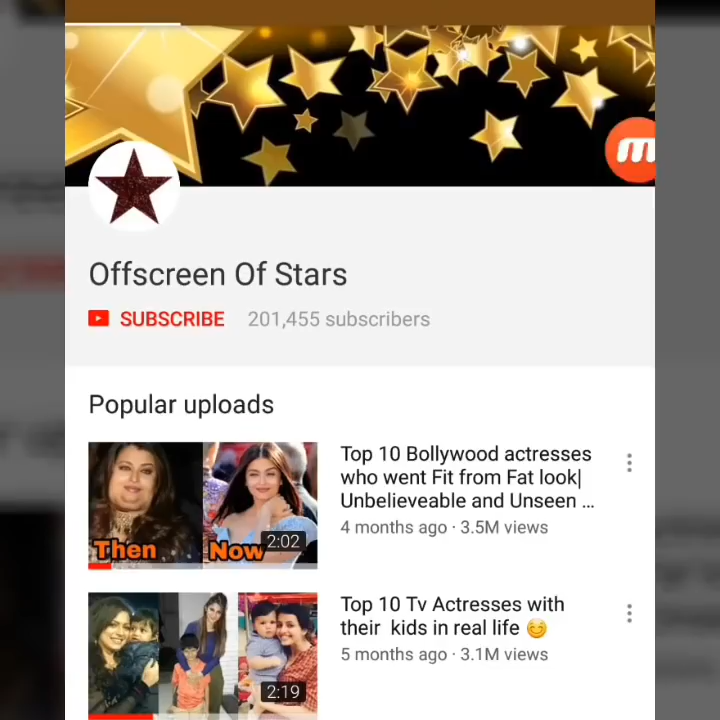 m
Offscreen Of Stars
SUBSCRIBE 201,455 subscribers
Popular uploads
Top 10 Bollywood actresses
who went Fit from Fat look|
Unbelieveable and Unseen ...
4 months ago · 3.5M views
Then Now 2:02
Top 10 Tv Actresses with
their kids in real life 😊
5 months ago · 3.1M views
2:19